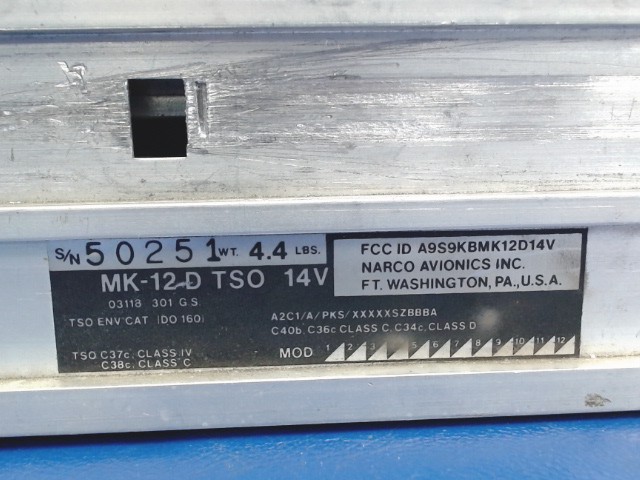 S/N 50251 WT. 4.4 LBS.
MK-12-D TSO 14V
03118 301 G.S.
TSO ENV'CAT (DO 160)
TSO C37c, CLASS IV
C38c, CLASS C
FCC ID A9S9KBMK12D14V
NARCO AVIONICS INC.
FT. WASHINGTON, PA., U.S.A.
A2C1/A/PKS/XXXXXSZBBBA
C40b, C36c CLASS C, C34c, CLASS D
MOD 1 2 3 4 5 6 7 8 9 10 11 12